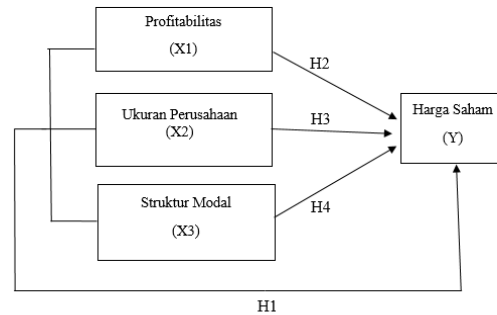 Profitabilitas
(X1)
H2
Ukuran Perusahaan
(X2)
H3
Harga Saham
(Y)
Struktur Modal
(X3)
H4
H1